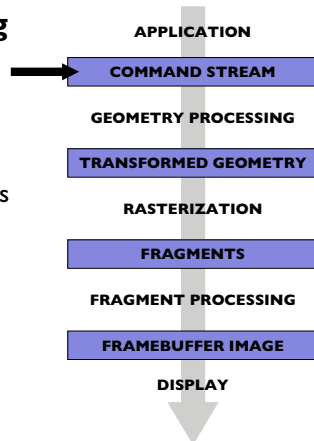 g
APPLICATION
COMMAND STREAM
GEOMETRY PROCESSING
TRANSFORMED GEOMETRY
s
RASTERIZATION
FRAGMENTS
FRAGMENT PROCESSING
FRAMEBUFFER IMAGE
DISPLAY